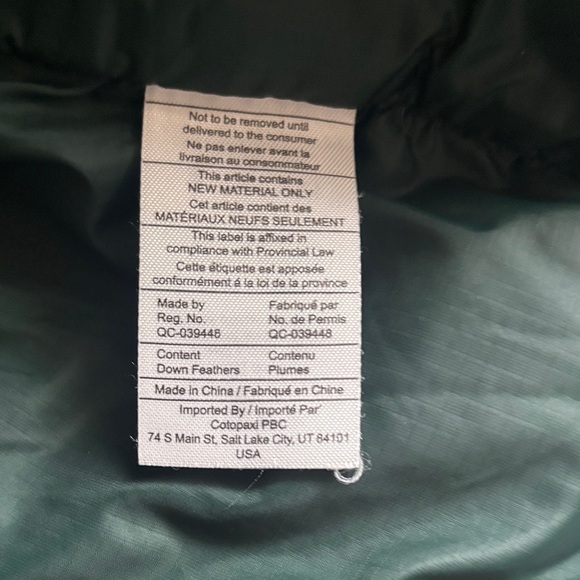 Not to be removed until
delivered to the consumer
Ne pas enlever avant la
livraison au consommateur
This article contains
NEW MATERIAL ONLY
Cet article contient des
MATÉRIAUX NEUFS SEULEMENT
This label is affixed in
compliance with Provincial Law
Cette étiquette est apposée
conformément á la loi de la province
Made by
Reg. No.
QC-039448
Fabriqué par
No. de Permis
QC-039448
Content
Down Feathers
Contenu
Plumes
Made in China / Fabriqué en Chine
Imported By / Importé Par'
Cotopaxi PBC
74 S Main St, Salt Lake City, UT 84101
USA